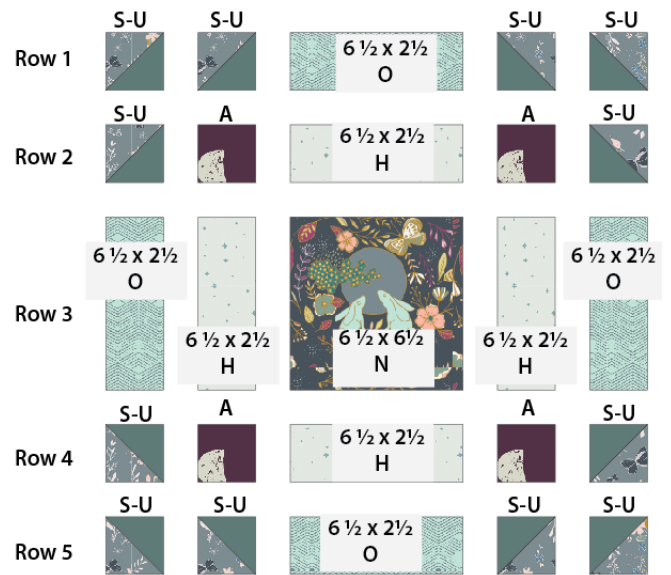 S-U S-U S-U S-U
Row 1
6 ½ x 2½
O
S-U A A S-U
Row 2
6 ½ x 2½
H
Row 3
6 ½ x 2½
O
6 ½ x 2½
H
6 ½ x 6½
N
6 ½ x 2½
H
6 ½ x 2½
O
S-U A A S-U
Row 4
6 ½ x 2½
H
S-U S-U S-U S-U
Row 5
6 ½ x 2½
O